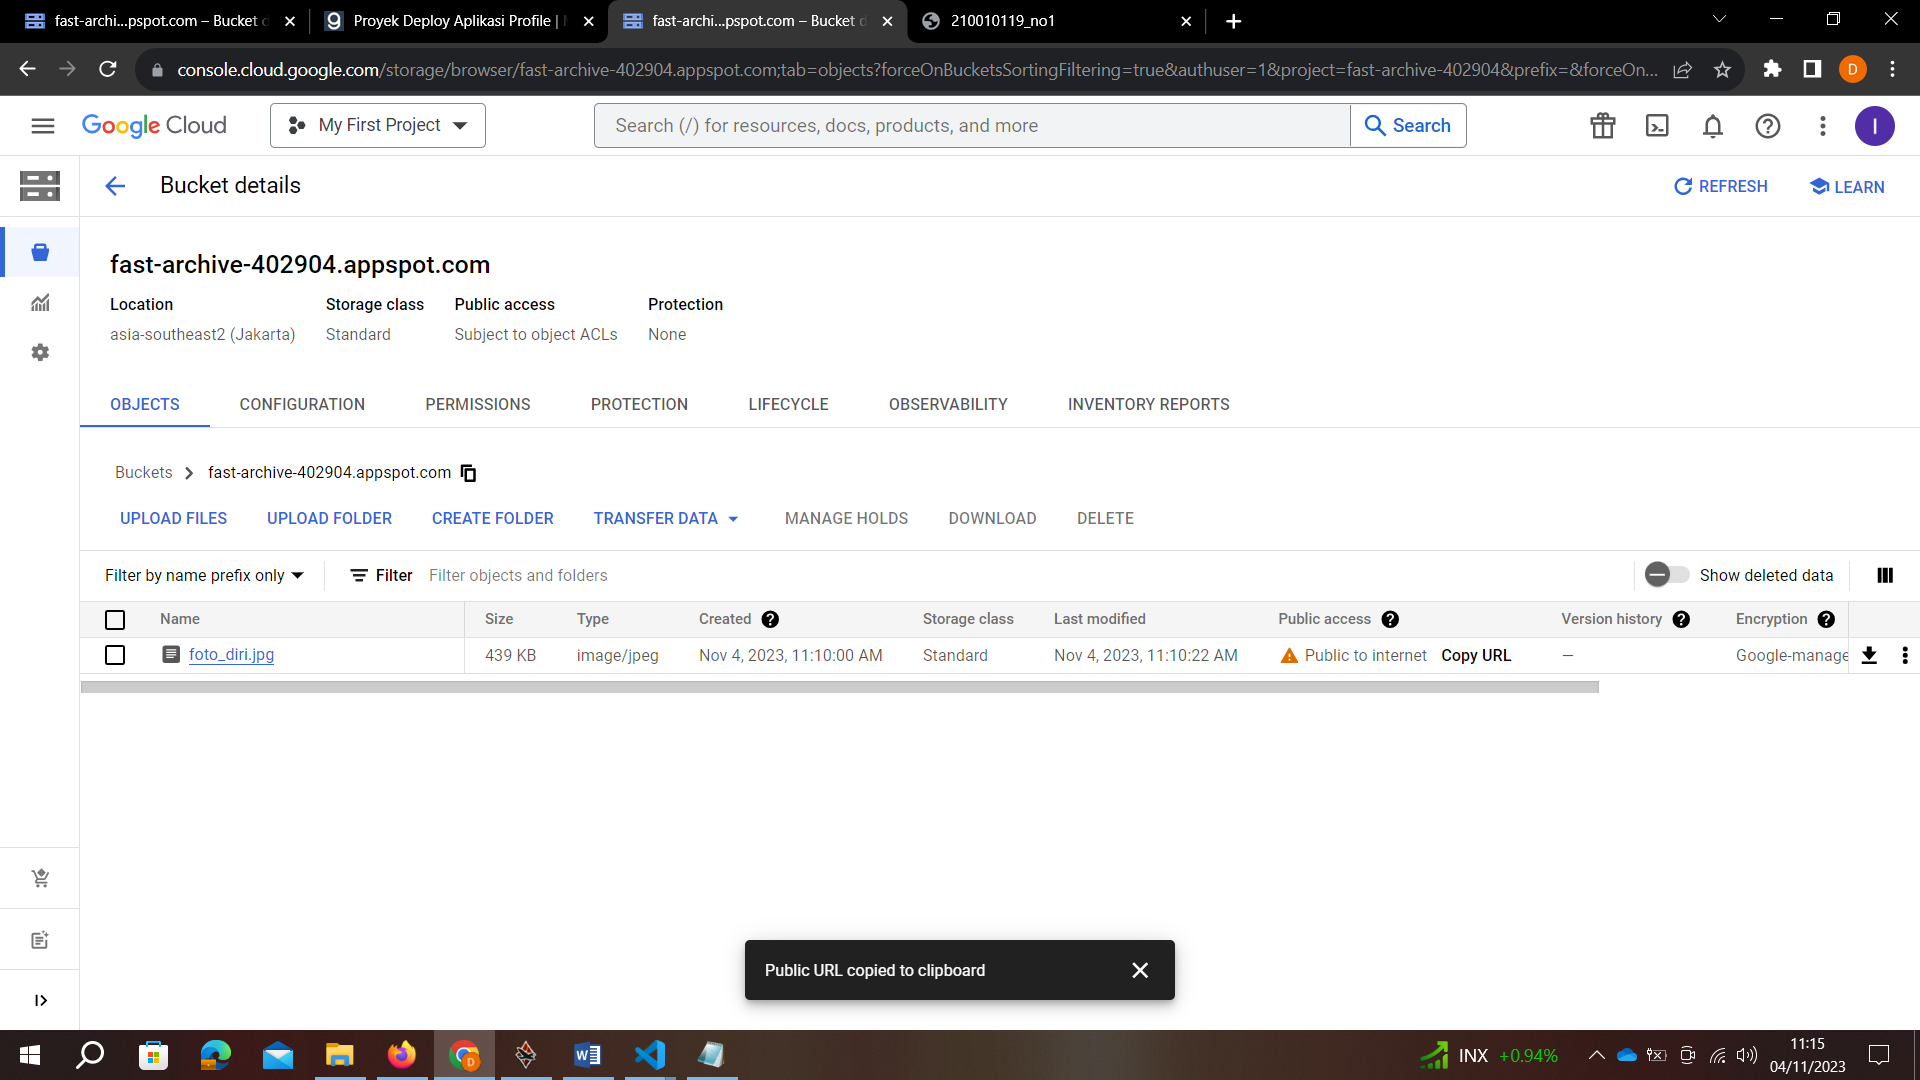 fast-archi...pspot.com – Bucket d
Proyek Deploy Aplikasi Profile |
fast-archi...pspot.com – Bucket d
210010119_no1
console.cloud.google.com/storage/browser/fast-archive-402904.appspot.com;tab=objects?forceOnBucketsSortingFiltering=true&authuser=1&project=fast-archive-402904&prefix=&forceOn...
D
Google Cloud
My First Project
Search (/) for resources, docs, products, and more
Search
I
Bucket details
REFRESH
LEARN
fast-archive-402904.appspot.com
Location
Storage class
Public access
Protection
asia-southeast2 (Jakarta)
Standard
Subject to object ACLs
None
OBJECTS
CONFIGURATION
PERMISSIONS
PROTECTION
LIFECYCLE
OBSERVABILITY
INVENTORY REPORTS
Buckets
fast-archive-402904.appspot.com
UPLOAD FILES
UPLOAD FOLDER
CREATE FOLDER
TRANSFER DATA
MANAGE HOLDS
DOWNLOAD
DELETE
Filter by name prefix only
Filter
Filter objects and folders
Show deleted data
Name
Size
Type
Created
Storage class
Last modified
Public access
Version history
Encryption
foto_diri.jpg
439 KB
image/jpeg
Nov 4, 2023, 11:10:00 AM
Standard
Nov 4, 2023, 11:10:22 AM
Public to internet
Copy URL
—
Google-manage
Public URL copied to clipboard
INX +0.94%
11:15
04/11/2023